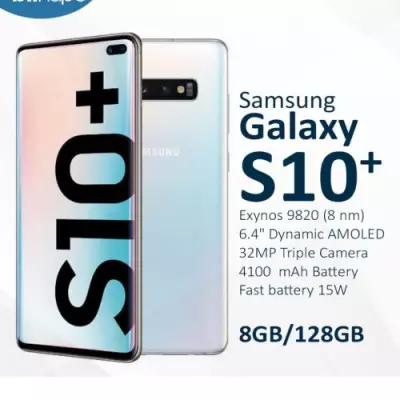 S10+
SAMSUNG
Samsung
Galaxy
S10+
Exynos 9820 (8 nm)
6.4" Dynamic AMOLED
32MP Triple Camera
4100 mAh Battery
Fast battery 15W
8GB/128GB